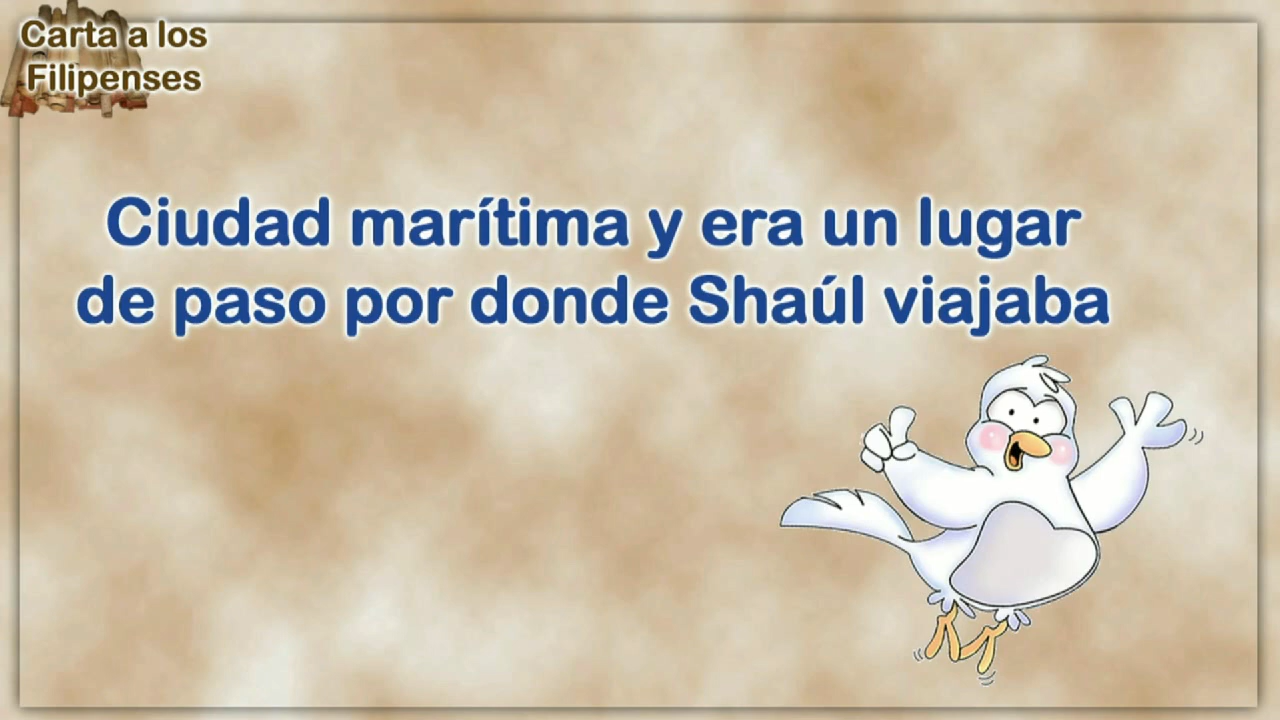 Carta a los
Filipenses
Ciudad marítima y era un lugar
de paso por donde Shaúl viajaba